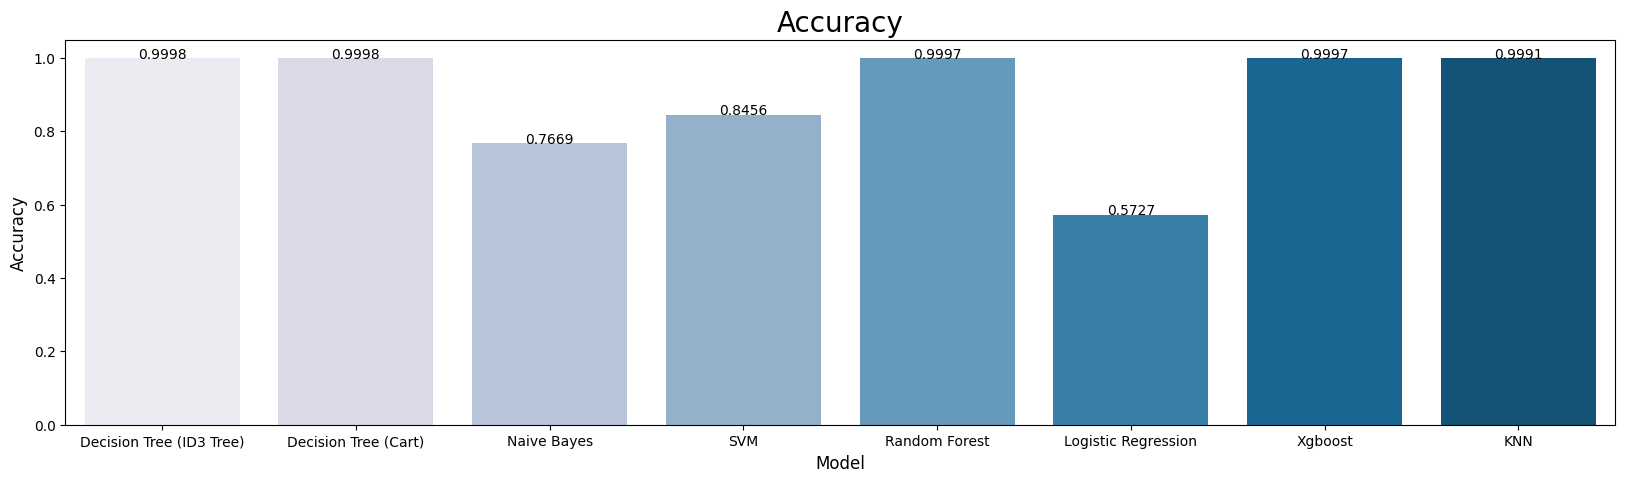 Accuracy
0.9998
0.9998
0.7669
0.8456
0.9997
0.5727
0.9997
0.9991
Accuracy
1.0
0.8
0.6
0.4
0.2
0.0
Decision Tree (ID3 Tree)
Decision Tree (Cart)
Naive Bayes
SVM
Random Forest
Logistic Regression
Xgboost
KNN
Model